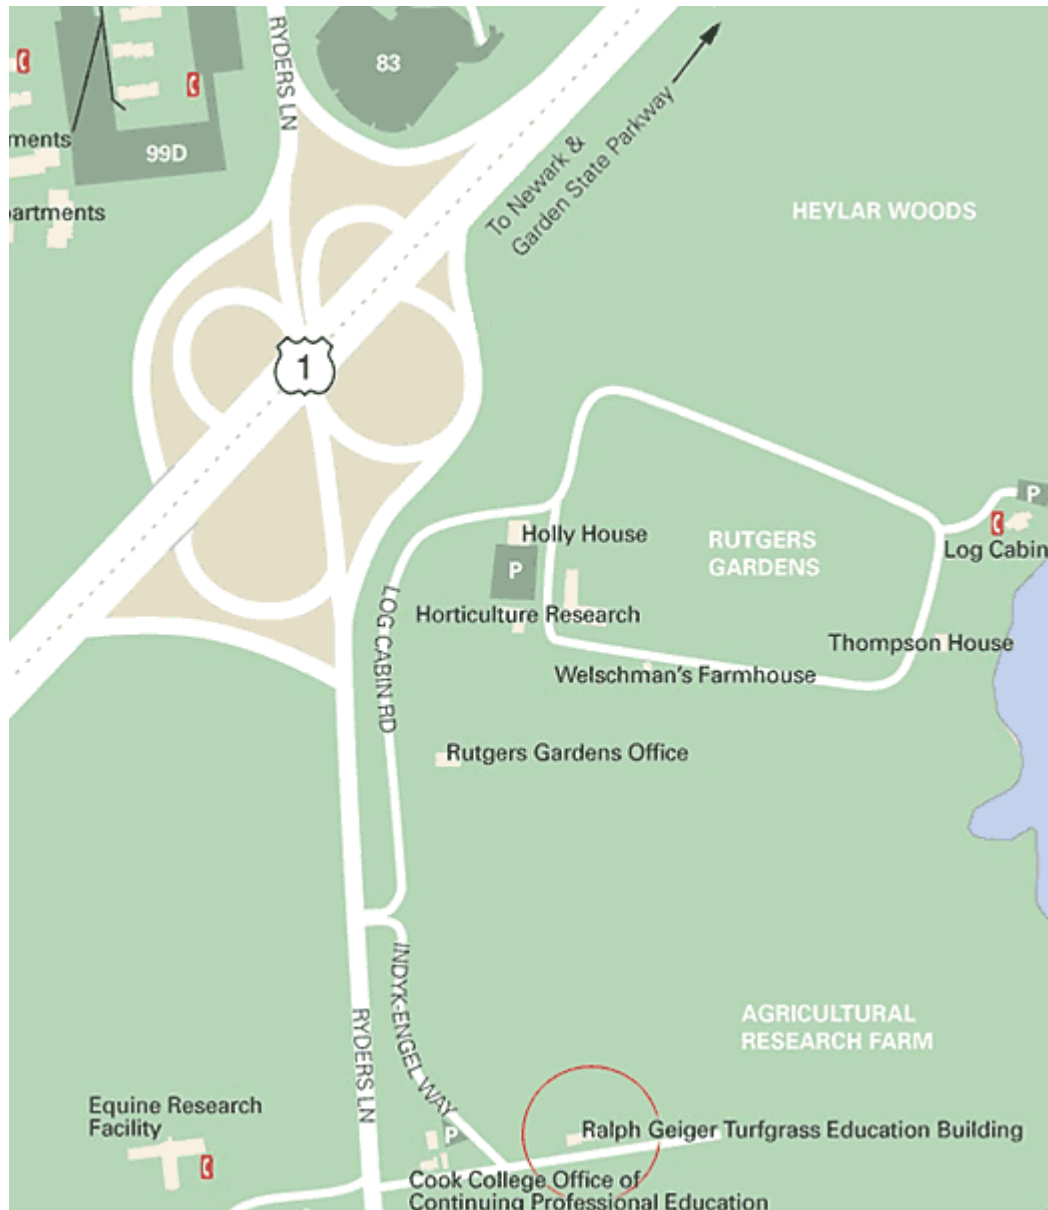 RYDERS LN
83
To Newark &
Garden State Parkway
ments
99D
partments
HEYLAR WOODS
1
P
Log Cabin
Holly House
RUTGERS
GARDENS
P
LOG CABIN RD
Horticulture Research
Thompson House
Welschman's Farmhouse
Rutgers Gardens Office
INDYK-ENGEL WAY
RYDERS LN
AGRICULTURAL
RESEARCH FARM
Equine Research
Facility
P
Ralph Geiger Turfgrass Education Building
Cook College Office of
Continuing Professional Education